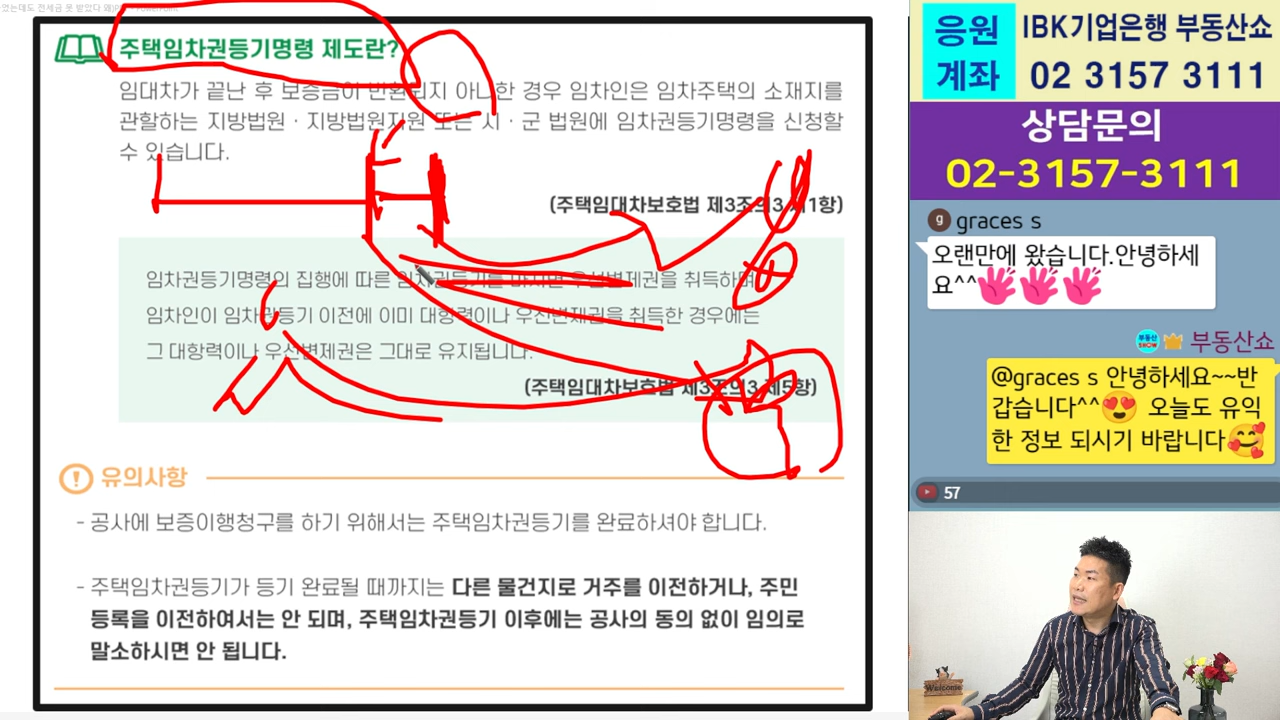 었는데도 전세금 못 받았다 왜
주택임차권등기명령 제도란?
임대차가 끝난 후 보증금이 반환되지 아니한 경우 임차인은 임차주택의 소재지를
관할하는 지방법원 · 지방법원지원 또는 시 · 군 법원에 임차권등기명령을 신청할
수 있습니다.
(주택임대차보호법 제3조의3 제1항)
임차권등기명령의 집행에 따른 임차권등기를 마치면 우선변제권을 취득하며
임차인이 임차권등기 이전에 이미 대항력이나 우선변제권을 취득한 경우에는
그 대항력이나 우선변제권은 그대로 유지됩니다.
(주택임대차보호법 제3조의3 제5항)
유의사항
- 공사에 보증이행청구를 하기 위해서는 주택임차권등기를 완료하셔야 합니다.
- 주택임차권등기가 등기 완료될 때까지는 다른 물건지로 거주를 이전하거나, 주민
등록을 이전하여서는 안 되며, 주택임차권등기 이후에는 공사의 동의 없이 임의로
말소하시면 안 됩니다.
응원
계좌
IBK기업은행 부동산쇼
02 3157 3111
상담문의
02-3157-3111
g graces s
오랜만에 왔습니다.안녕하세
요^^👋👋👋
부동산
SHOW
부동산쇼
@graces s 안녕하세요~~반
갑습니다^^😍 오늘도 유익
한 정보 되시기 바랍니다🥰
57
Welcome